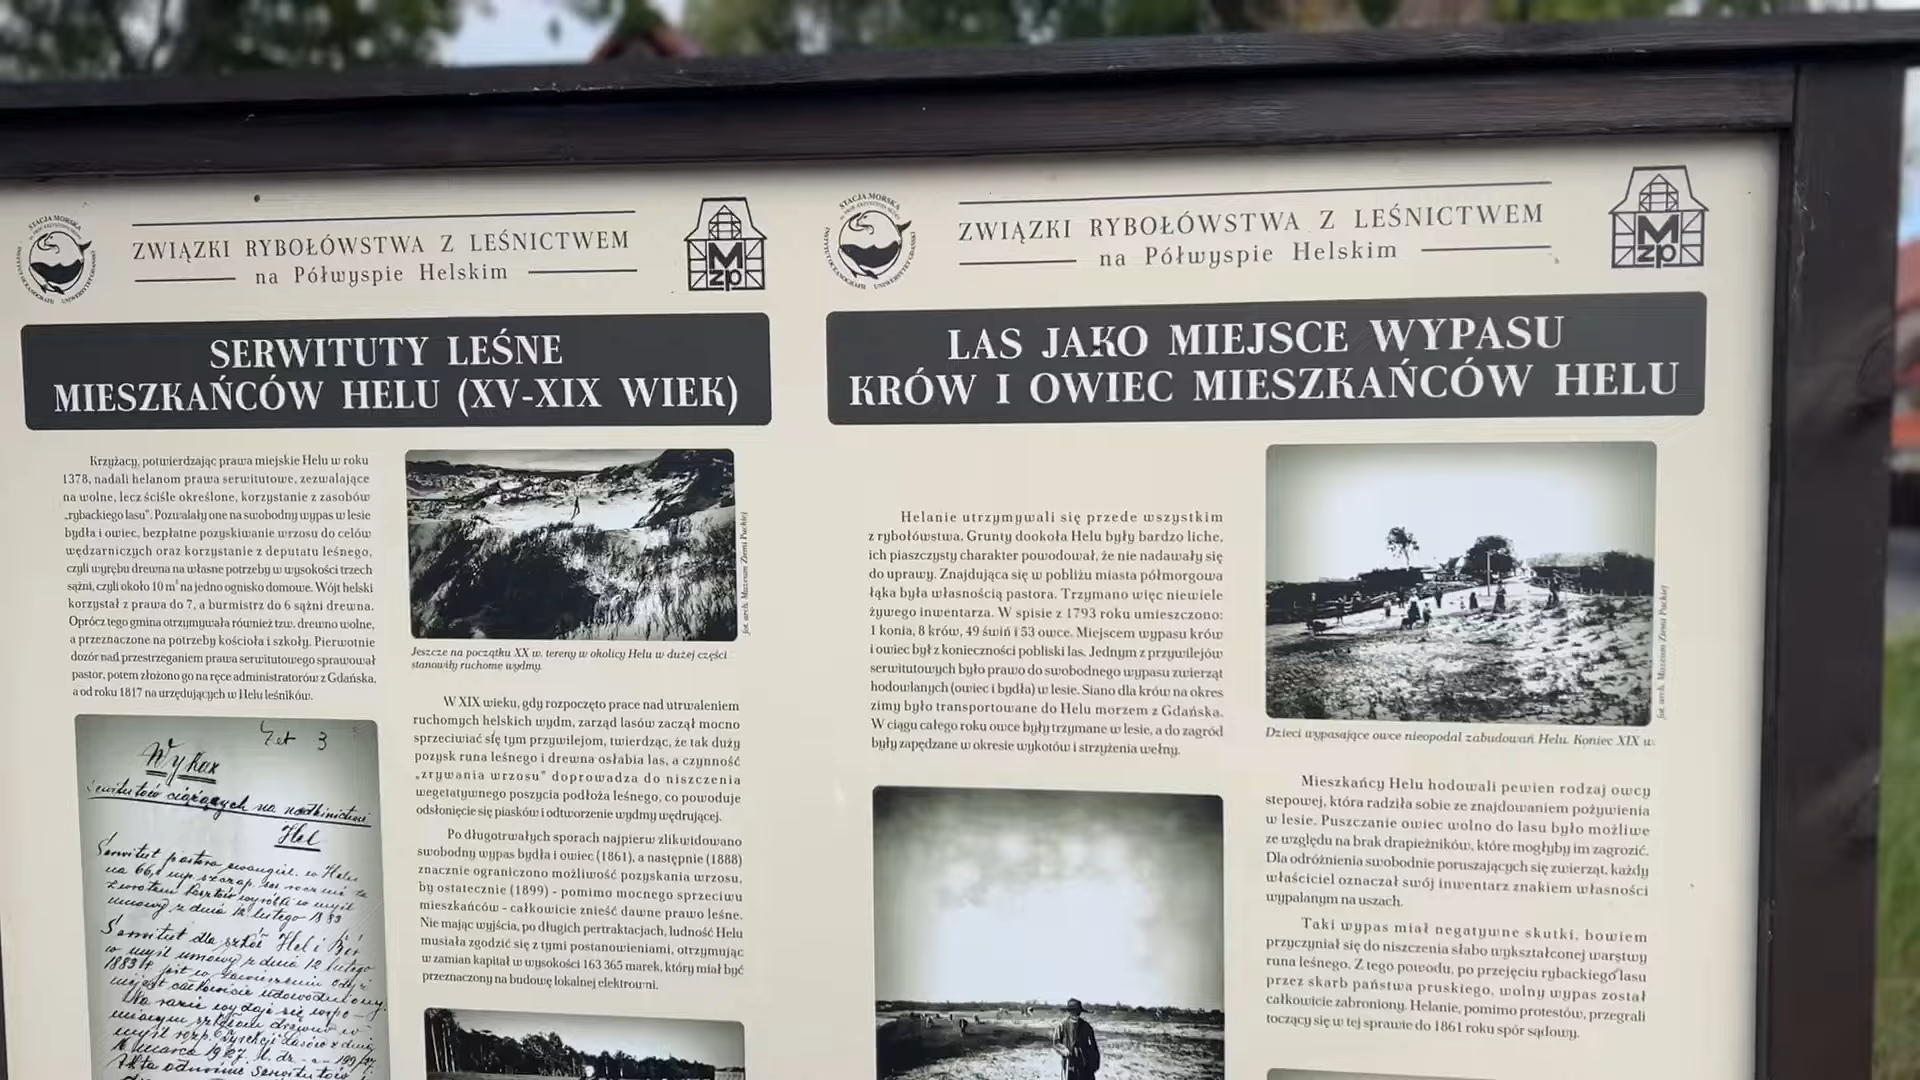 STACJA MORSKA
ZWIĄZKI RYBOŁÓWSTWA Z LEŚNICTWEM
na Półwyspie Helskim
M
zp
SERWITUTY LEŚNE
MIESZKAŃCÓW HELU (XV-XIX WIEK)
Krzyżacy, potwierdzając prawa miejskie Helu w roku
1378, nadali helanom prawa serwitutowe, zezwalające
na wolne, lecz ściśle określone, korzystanie z zasobów
„rybackiego lasu". Pozwalały one na swobodny wypas w lesie
bydła i owiec, bezpłatne pozyskiwanie wrzosu do celów
wędzarniczych oraz korzystanie z deputatu leśnego,
czyli wyrębu drewna na własne potrzeby w wysokości trzech
sążni, czyli około 10 m³ na jedno ognisko domowe. Wójt helski
korzystał z prawa do 7, a burmistrz do 6 sążni drewna.
Oprócz tego gmina otrzymywała również tzw. drewno wolne,
a przeznaczone na potrzeby kościoła i szkoły. Pierwotnie
dozór nad przestrzeganiem prawa serwitutowego sprawował
pastor, potem złożono go na ręce administratorów z Gdańska,
a od roku 1817 na urzędujących w Helu leśników.
Wykaz
Hel
fot. arch. Muzeum Ziemi Puckiej
Jeszcze na początku XX w. tereny w okolicy Helu w dużej części
stanowiły ruchome wydmy.
W XIX wieku, gdy rozpoczęto prace nad utrwaleniem
ruchomych helskich wydm, zarząd lasów zaczął mocno
sprzeciwiać się tym przywilejom, twierdząc, że tak duży
pozysk runa leśnego i drewna osłabia las, a czynność
„zrywania wrzosu" doprowadza do niszczenia
wegetatywnego poszycia podłoża leśnego, co powoduje
odsłonięcie się piasków i odtworzenie wydmy wędrującej.
Po długotrwałych sporach najpierw zlikwidowano
swobodny wypas bydła i owiec (1861), a następnie (1888)
znacznie ograniczono możliwość pozyskania wrzosu,
by ostatecznie (1899) - pomimo mocnego sprzeciwu
mieszkańców - całkowicie znieść dawne prawo leśne.
Nie mając wyjścia, po długich pertraktacjach, ludność Helu
musiała zgodzić się z tymi postanowieniami, otrzymując
w zamian kapitał w wysokości 163 365 marek, który miał być
przeznaczony na budowę lokalnej elektrowni.
STACJA MORSKA
ZWIĄZKI RYBOŁÓWSTWA Z LEŚNICTWEM
na Półwyspie Helskim
M
zp
LAS JAKO MIEJSCE WYPASU
KRÓW I OWIEC MIESZKAŃCÓW HELU
Helanie utrzymywali się przede wszystkim
z rybołówstwa. Grunty dookoła Helu były bardzo liche,
ich piaszczysty charakter powodował, że nie nadawały się
do uprawy. Znajdująca się w pobliżu miasta półmorgowa
łąka była własnością pastora. Trzymano więc niewiele
żywego inwentarza. W spisie z 1793 roku umieszczono:
1 konia, 8 krów, 49 świń i 53 owce. Miejscem wypasu krów
i owiec był z konieczności pobliski las. Jednym z przywilejów
serwitutowych było prawo do swobodnego wypasu zwierząt
hodowlanych (owiec i bydła) w lesie. Siano dla krów na okres
zimy było transportowane do Helu morzem z Gdańska.
W ciągu całego roku owce były trzymane w lesie, a do zagród
były zapędzane w okresie wykotów i strzyżenia wełny.
fot. arch. Muzeum Ziemi Puckiej
Dzieci wypasające owce nieopodal zabudowań Helu. Koniec XIX w.
Mieszkańcy Helu hodowali pewien rodzaj owcy
stepowej, która radziła sobie ze znajdowaniem pożywienia
w lesie. Puszczanie owiec wolno do lasu było możliwe
ze względu na brak drapieżników, które mogłyby im zagrozić.
Dla odróżnienia swobodnie poruszających się zwierząt, każdy
właściciel oznaczał swój inwentarz znakiem własności
wypalanym na uszach.
Taki wypas miał negatywne skutki, bowiem
przyczyniał się do niszczenia słabo wykształconej warstwy
runa leśnego. Z tego powodu, po przejęciu rybackiego lasu
przez skarb państwa pruskiego, wolny wypas został
całkowicie zabroniony. Helanie, pomimo protestów, przegrali
toczący się w tej sprawie do 1861 roku spór sądowy.